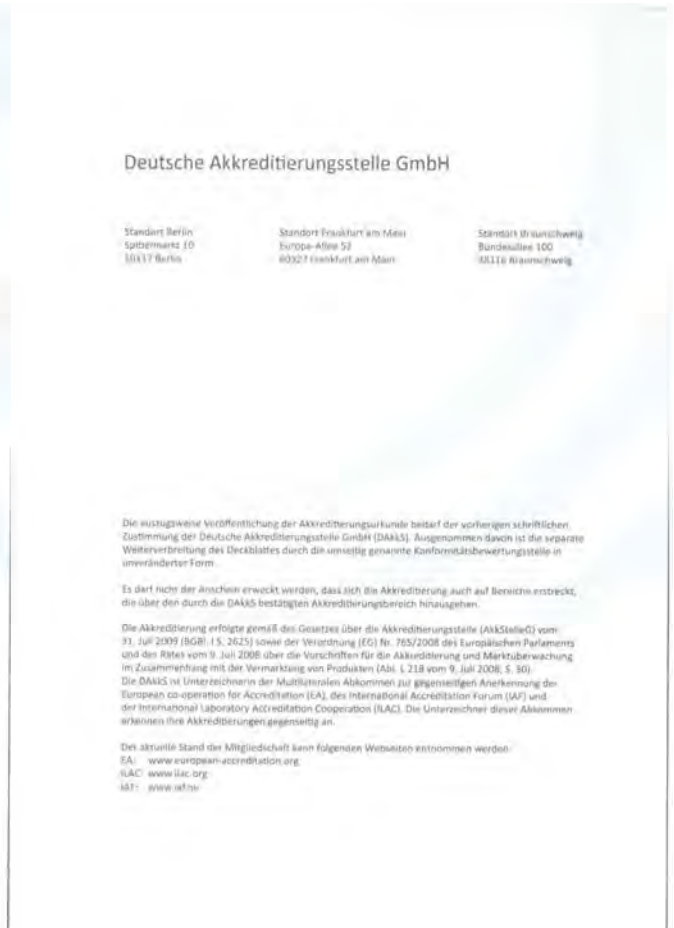 Deutsche Akkreditierungsstelle GmbH
Standort Berlin
Spittelmarkt 10
10117 Berlin
Standort Frankfurt am Main
Europa-Allee 52
60327 Frankfurt am Main
Standort Braunschweig
Bundesallee 100
38116 Braunschweig
Die auszugsweise Veröffentlichung der Akkreditierungsurkunde bedarf der vorherigen schriftlichen
Zustimmung der Deutsche Akkreditierungsstelle GmbH (DAkkS). Ausgenommen davon ist die separate
Weiterverbreitung des Deckblattes durch die umseitig genannte Konformitätsbewertungsstelle in
unveränderter Form.
Es darf nicht der Anschein erweckt werden, dass sich die Akkreditierung auch auf Bereiche erstreckt,
die über den durch die DAkkS bestätigten Akkreditierungsbereich hinausgehen.
Die Akkreditierung erfolgte gemäß des Gesetzes über die Akkreditierungsstelle (AkkStelleG) vom
31. Juli 2009 (BGBl. I S. 2625) sowie der Verordnung (EG) Nr. 765/2008 des Europäischen Parlaments
und des Rates vom 9. Juli 2008 über die Vorschriften für die Akkreditierung und Marktüberwachung
im Zusammenhang mit der Vermarktung von Produkten (Abl. L 218 vom 9. Juli 2008, S. 30).
Die DAkkS ist Unterzeichnerin der Multilateralen Abkommen zur gegenseitigen Anerkennung der
European co-operation for Accreditation (EA), des International Accreditation Forum (IAF) und
der International Laboratory Accreditation Cooperation (ILAC). Die Unterzeichner dieser Abkommen
erkennen ihre Akkreditierungen gegenseitig an.
Der aktuelle Stand der Mitgliedschaft kann folgenden Webseiten entnommen werden:
EA: www.european-accreditation.org
ILAC: www.ilac.org
IAF: www.iaf.nu